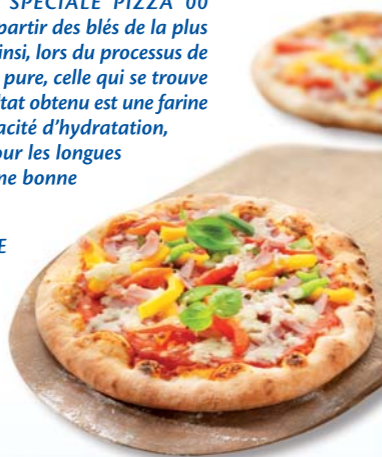 SPECIALE PIZZA 00
partir des blés de la plus
insi, lors du processus de
pure, celle qui se trouve
tat obtenu est une farine
acité d'hydratation,
our les longues
ne bonne
E